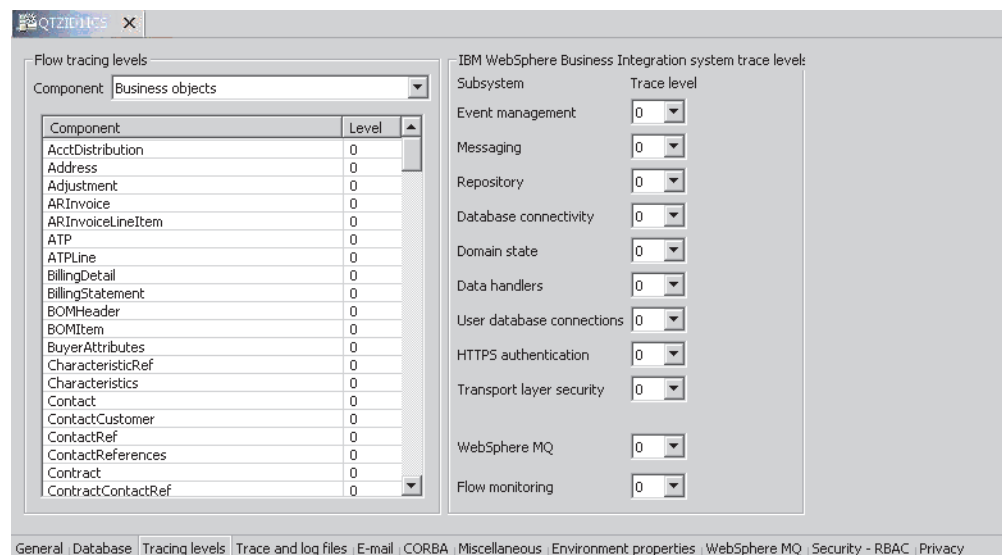 QTZIDIICS
Flow tracing levels
Component Business objects
Component Level
AcctDistribution 0
Address 0
Adjustment 0
ARInvoice 0
ARInvoiceLineItem 0
ATP 0
ATPLine 0
BillingDetail 0
BillingStatement 0
BOMHeader 0
BOMItem 0
BuyerAttributes 0
CharacteristicRef 0
Characteristics 0
Contact 0
ContactCustomer 0
ContactRef 0
ContactReferences 0
Contract 0
ContractContactRef 0
IBM WebSphere Business Integration system trace levels
Subsystem Trace level
Event management 0
Messaging 0
Repository 0
Database connectivity 0
Domain state 0
Data handlers 0
User database connections 0
HTTPS authentication 0
Transport layer security 0
WebSphere MQ 0
Flow monitoring 0
General Database Tracing levels Trace and log files E-mail CORBA Miscellaneous Environment properties WebSphere MQ Security - RBAC Privacy